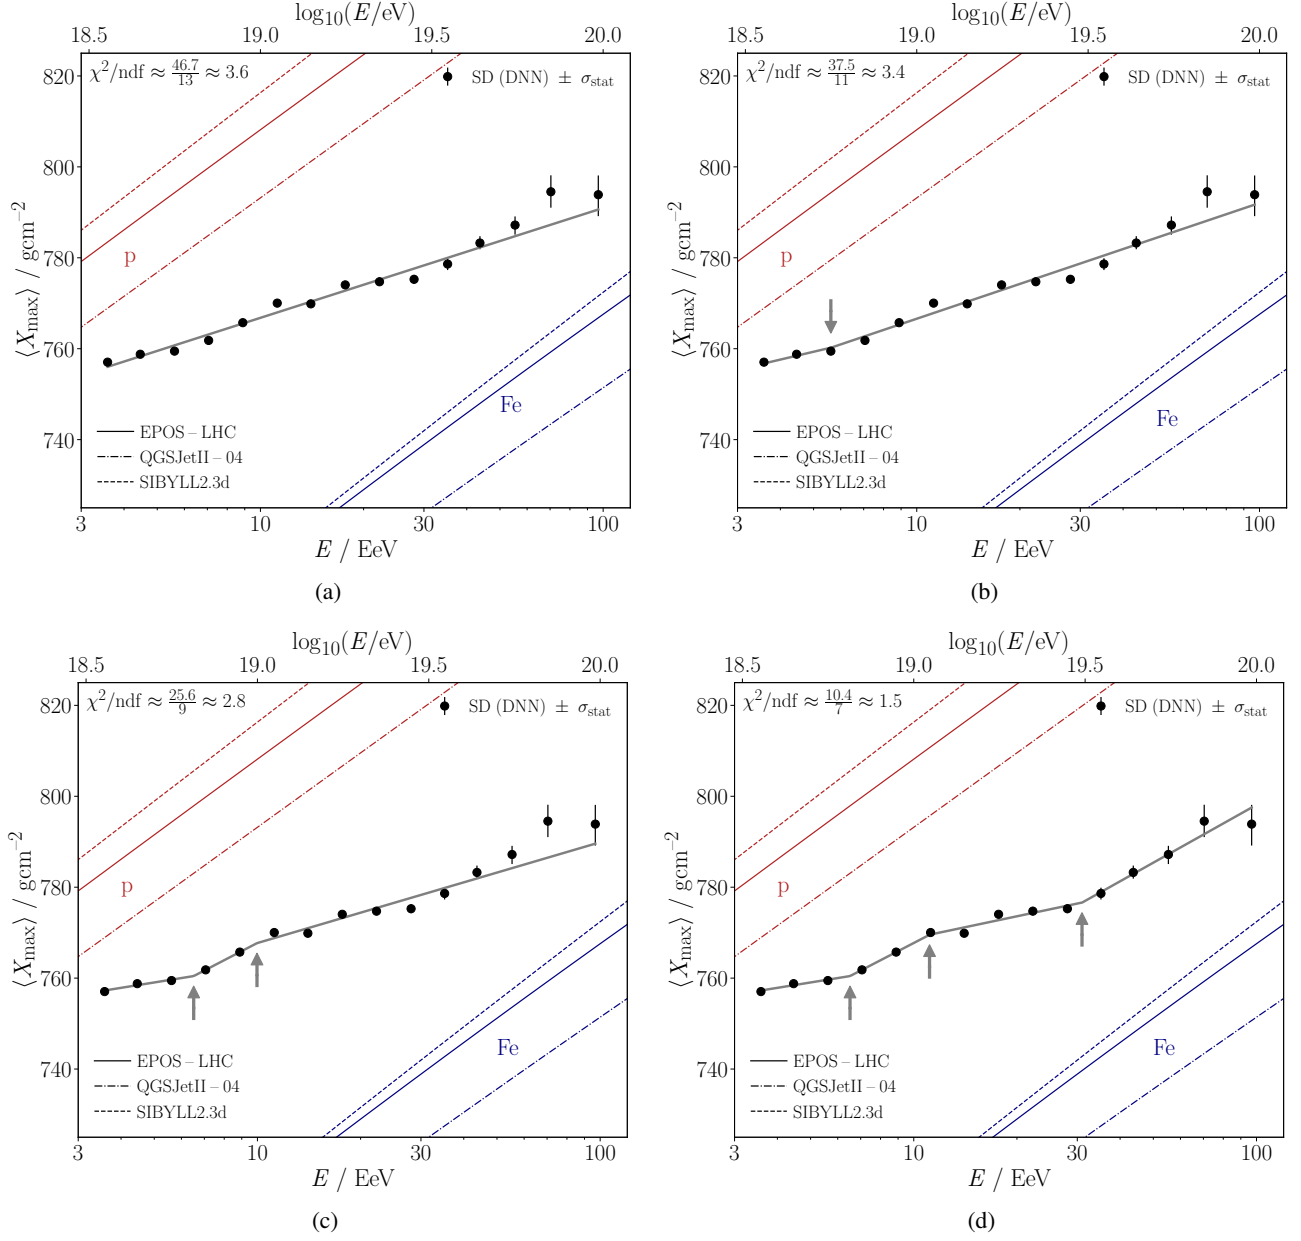 log₁₀(E/eV)
18.5 19.0 19.5 20.0
χ²/ndf ≈ 46.7/13 ≈ 3.6
SD (DNN) ± σstat
820
800
780
760
740
⟨Xmax⟩ / gcm⁻²
p
Fe
EPOS – LHC
QGSJetII – 04
SIBYLL2.3d
3 10 30 100
E / EeV
(a)
log₁₀(E/eV)
18.5 19.0 19.5 20.0
χ²/ndf ≈ 37.5/11 ≈ 3.4
SD (DNN) ± σstat
820
800
780
760
740
⟨Xmax⟩ / gcm⁻²
p
Fe
EPOS – LHC
QGSJetII – 04
SIBYLL2.3d
3 10 30 100
E / EeV
(b)
log₁₀(E/eV)
18.5 19.0 19.5 20.0
χ²/ndf ≈ 25.6/9 ≈ 2.8
SD (DNN) ± σstat
820
800
780
760
740
⟨Xmax⟩ / gcm⁻²
p
Fe
EPOS – LHC
QGSJetII – 04
SIBYLL2.3d
3 10 30 100
E / EeV
(c)
log₁₀(E/eV)
18.5 19.0 19.5 20.0
χ²/ndf ≈ 10.4/7 ≈ 1.5
SD (DNN) ± σstat
820
800
780
760
740
⟨Xmax⟩ / gcm⁻²
p
Fe
EPOS – LHC
QGSJetII – 04
SIBYLL2.3d
3 10 30 100
E / EeV
(d)